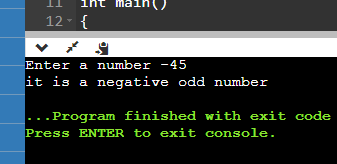 11 int main()
12 {
Enter a number -45
it is a negative odd number
...Program finished with exit code
Press ENTER to exit console.